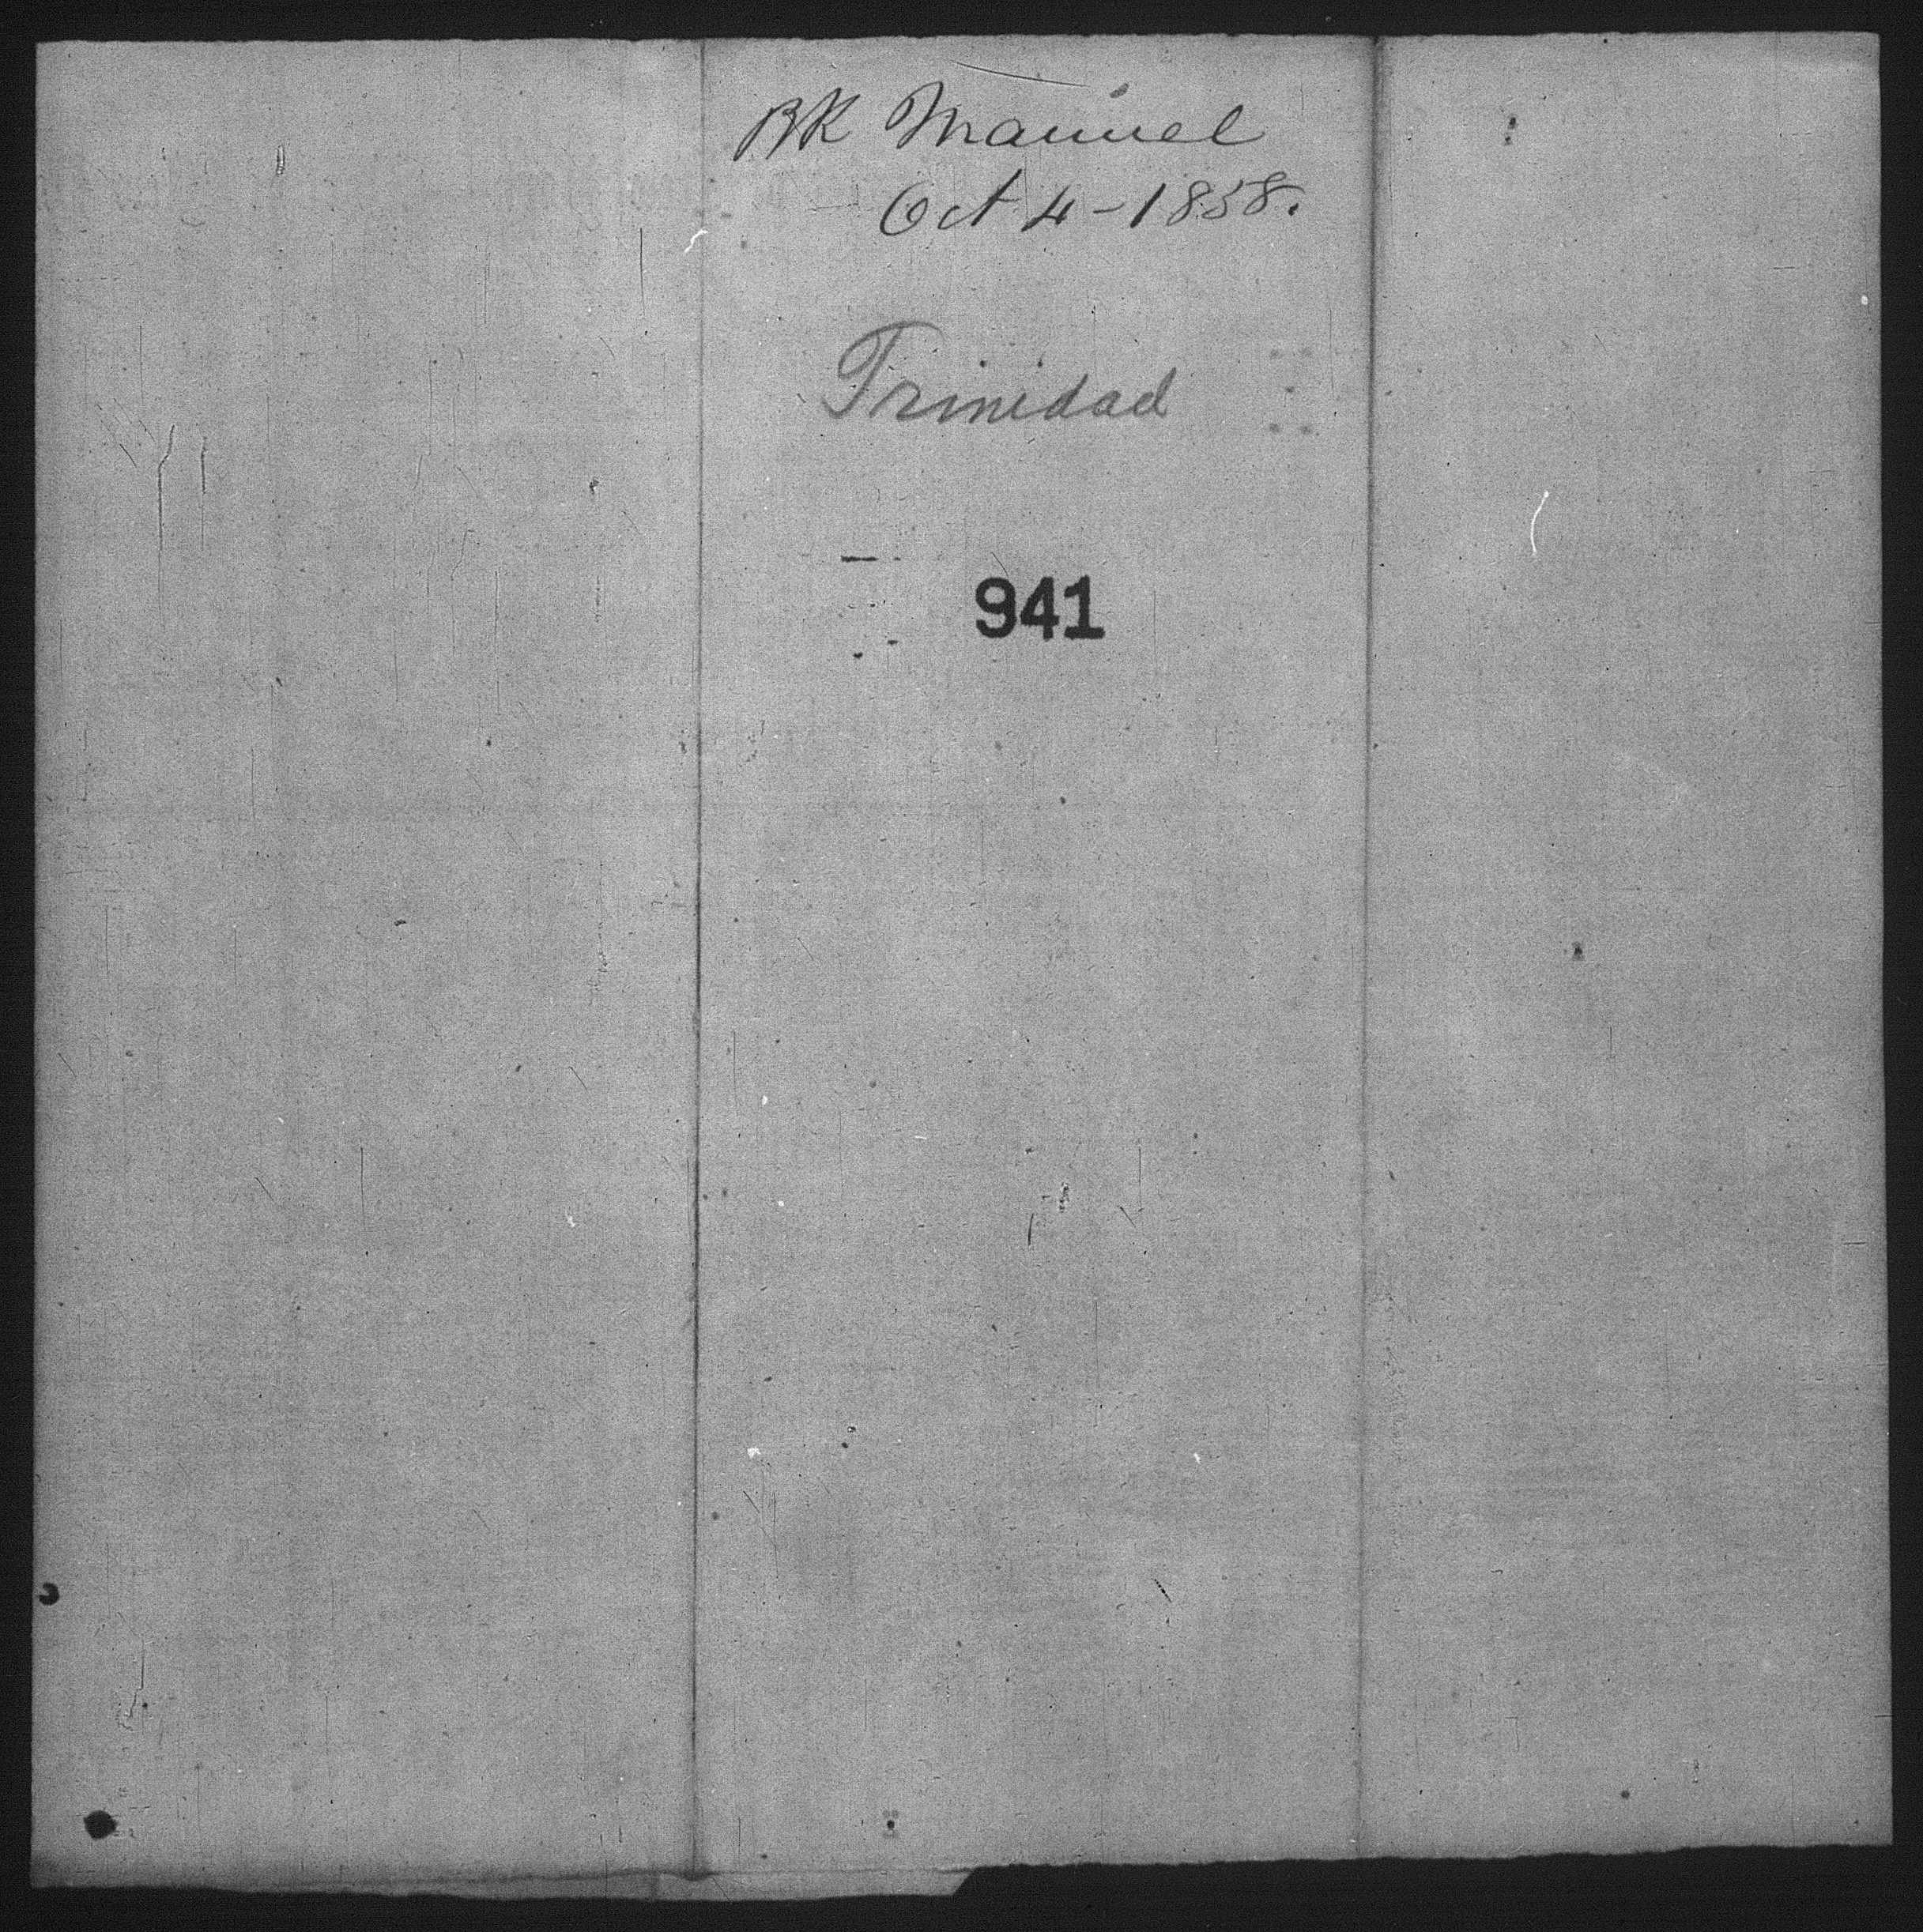 BK Manuel
Oct 4-1858.
Trinidad
941